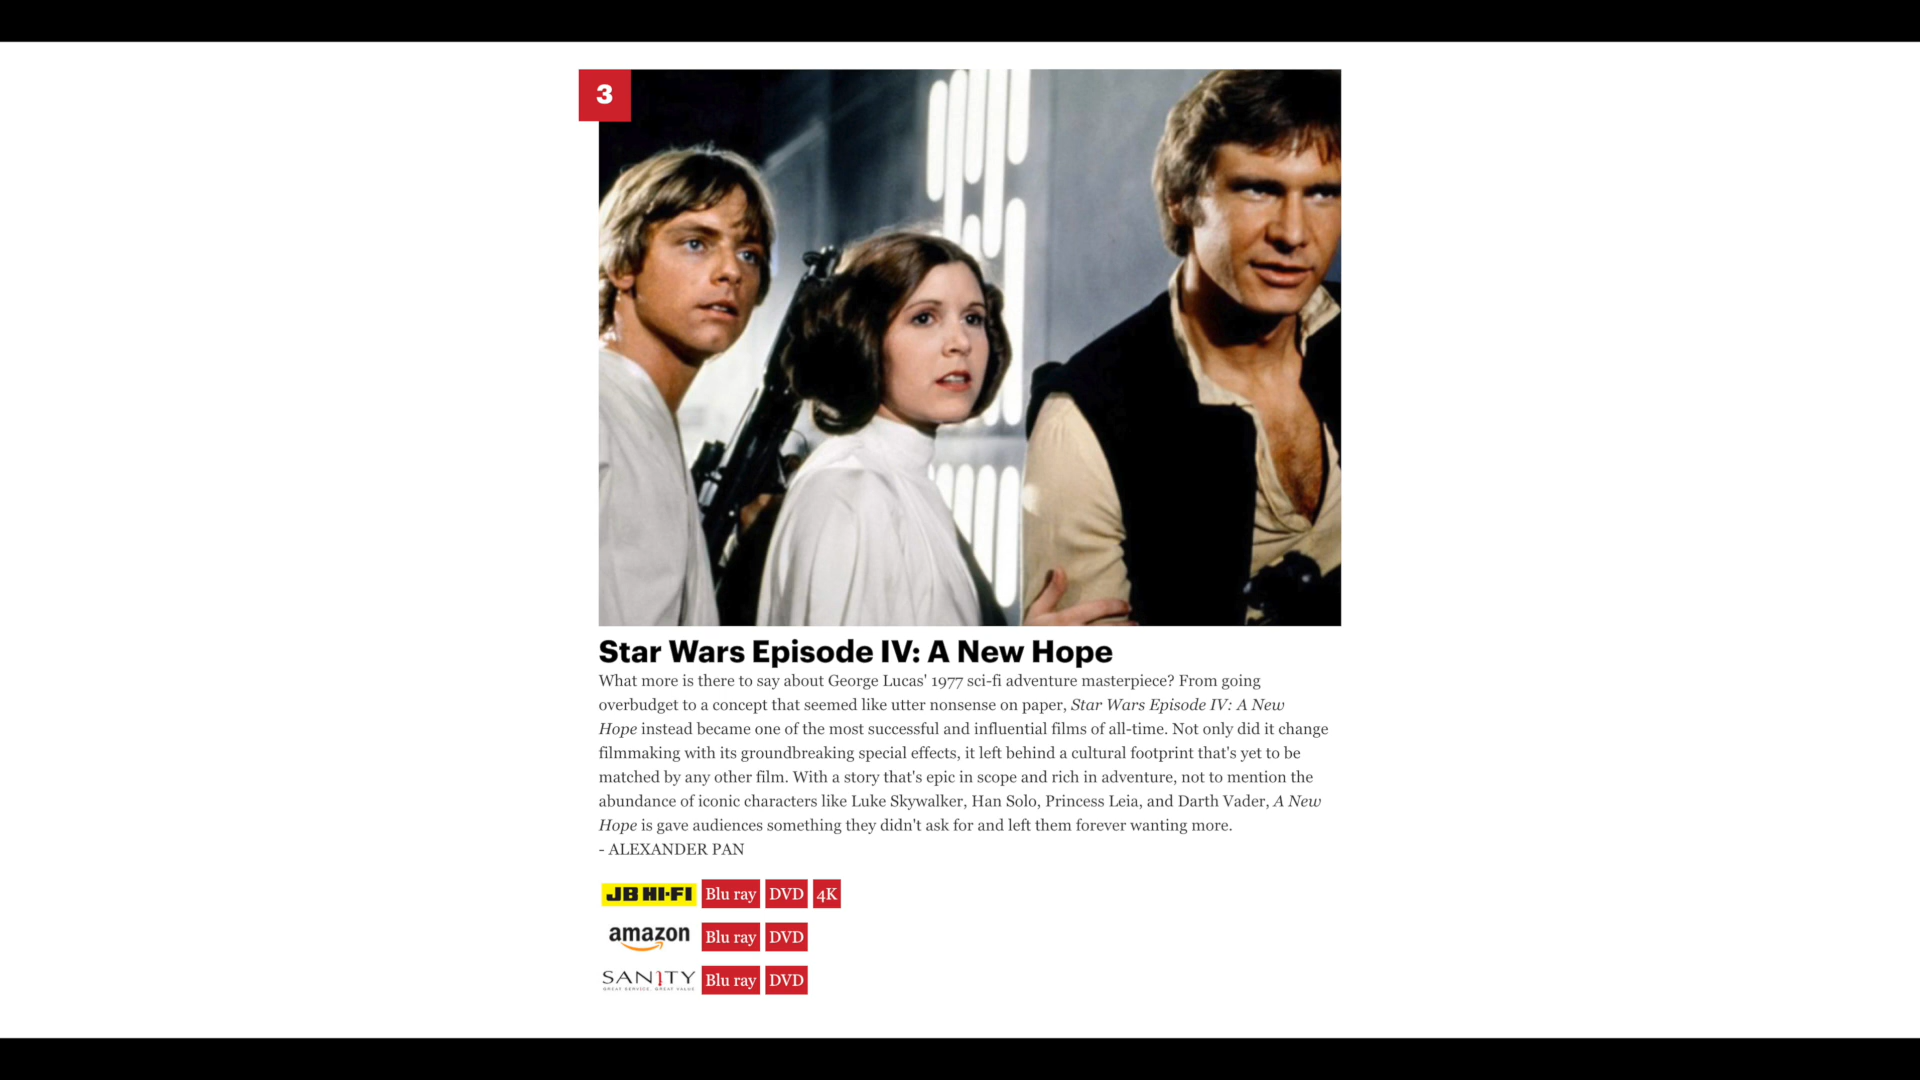 3
Star Wars Episode IV: A New Hope
What more is there to say about George Lucas' 1977 sci-fi adventure masterpiece? From going
overbudget to a concept that seemed like utter nonsense on paper, Star Wars Episode IV: A New
Hope instead became one of the most successful and influential films of all-time. Not only did it change
filmmaking with its groundbreaking special effects, it left behind a cultural footprint that's yet to be
matched by any other film. With a story that's epic in scope and rich in adventure, not to mention the
abundance of iconic characters like Luke Skywalker, Han Solo, Princess Leia, and Darth Vader, A New
Hope is gave audiences something they didn't ask for and left them forever wanting more.
- ALEXANDER PAN
JB HI-FI Blu ray DVD 4K
amazon Blu ray DVD
SANITY Blu ray DVD
GREAT SERVICE. GREAT VALUE